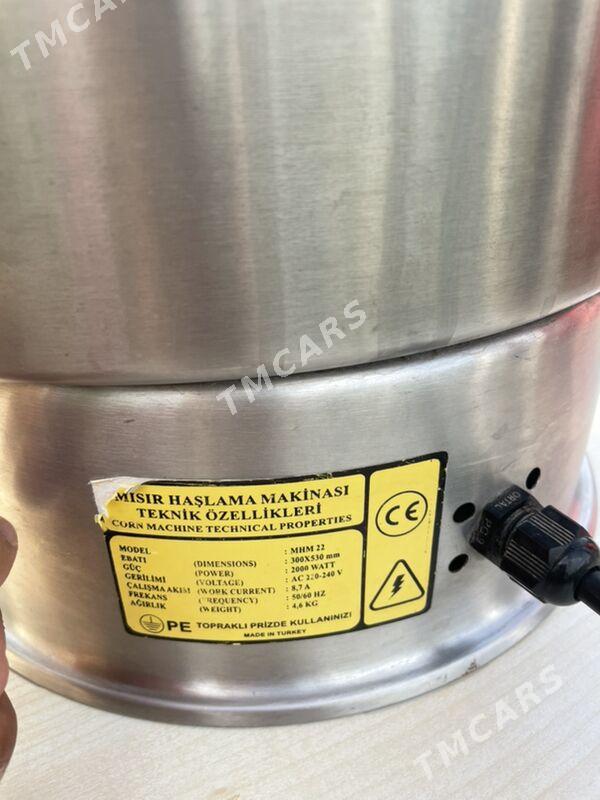 TMCARS
TMCARS
MISIR HAŞLAMA MAKİNASI
TEKNİK ÖZELLİKLERİ
CORN MACHINE TECHNICAL PROPERTIES
MODEL : MHM 22
EBATI (DIMENSIONS) : 300X530 mm
GÜÇ (POWER) : 2000 WATT
GERİLİMİ (VOLTAGE) : AC 220-240 V
ÇALIŞMA AKIMI (WORK CURRENT) : 8,7 A
FREKANS (FREQUENCY) : 50/60 HZ
AĞIRLIK (WEIGHT) : 4,6 KG
PE TOPRAKLI PRİZDE KULLANINIZ!
MADE IN TURKEY
CE
TMCARS